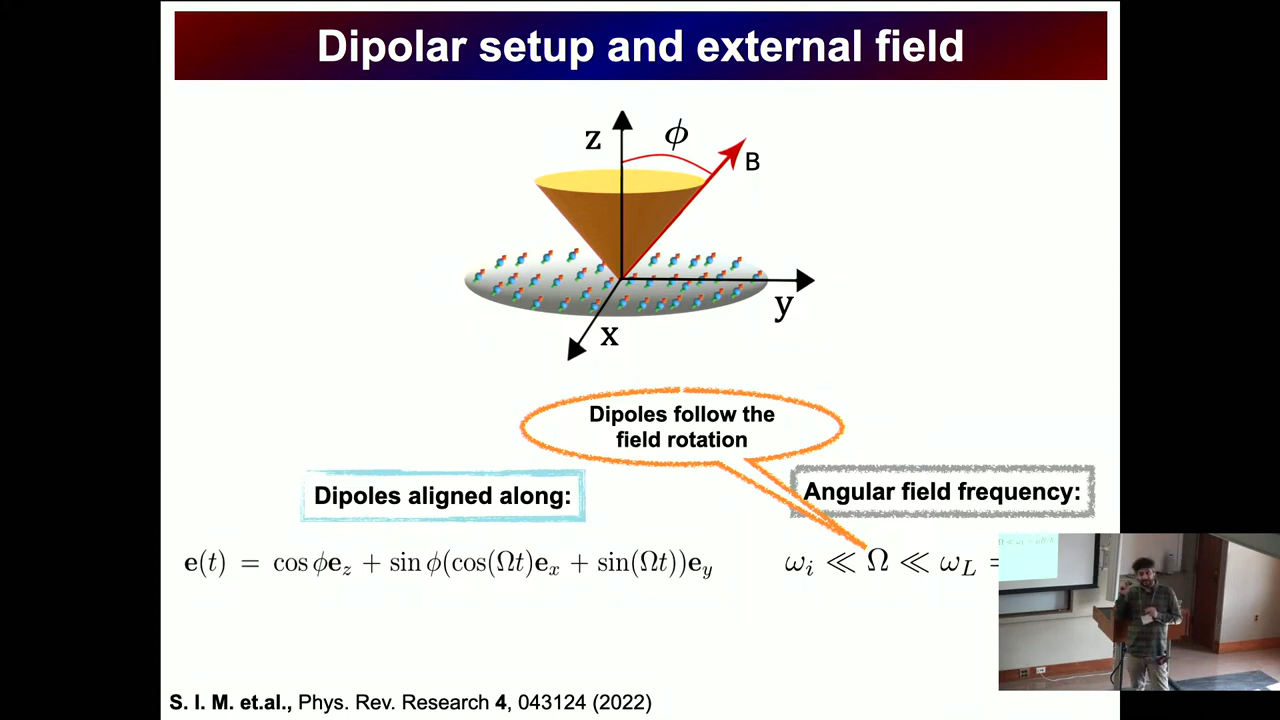 Dipolar setup and external field
z
ϕ
B
y
x
Dipoles follow the
field rotation
Dipoles aligned along:
Angular field frequency:
e(t) = cos ϕe_z + sin ϕ(cos(Ωt)e_x + sin(Ωt))e_y
ω_i ≪ Ω ≪ ω_L =
S. I. M. et.al., Phys. Rev. Research 4, 043124 (2022)